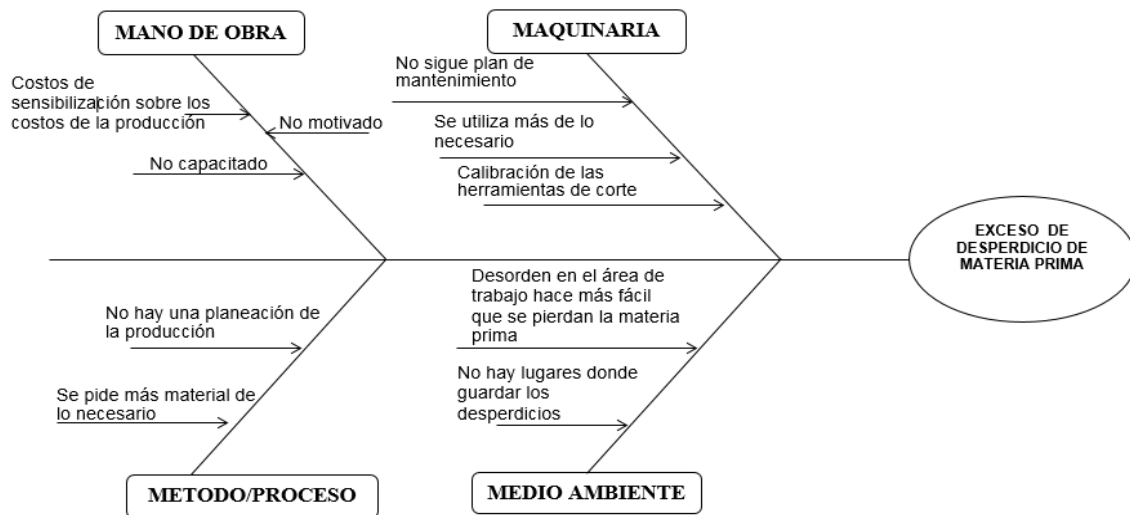 MANO DE OBRA
Costos de
sensibilización sobre los
costos de la producción
No motivado
No capacitado
MAQUINARIA
No sigue plan de
mantenimiento
Se utiliza más de lo
necesario
Calibración de las
herramientas de corte
EXCESO DE
DESPERDICIO DE
MATERIA PRIMA
No hay una planeación de
la producción
Se pide más material de
lo necesario
METODO/PROCESO
Desorden en el área de
trabajo hace más fácil
que se pierdan la materia
prima
No hay lugares donde
guardar los
desperdicios
MEDIO AMBIENTE